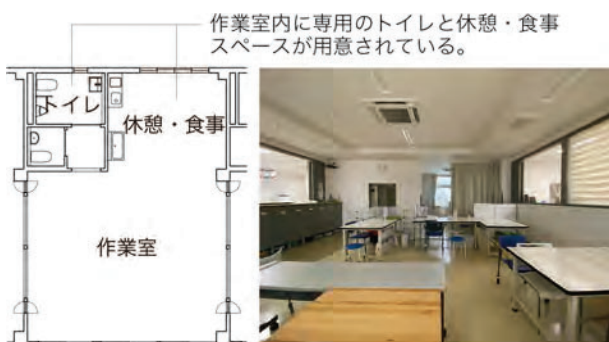 作業室内に専用のトイレと休憩・食事
スペースが用意されている。
トイレ
休憩・食事
作業室